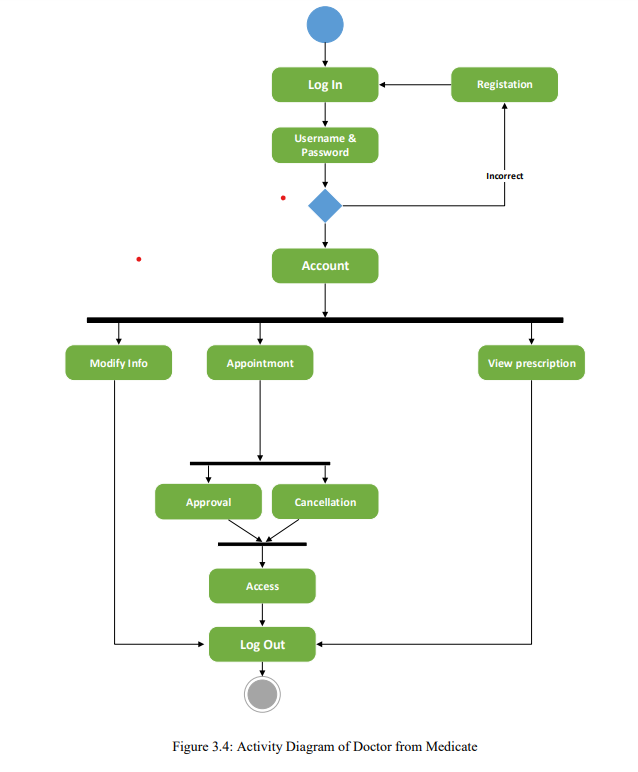 Log In
Registation
Username &
Password
Incorrect
Account
Modify Info
Appointmont
View prescription
Approval
Cancellation
Access
Log Out
Figure 3.4: Activity Diagram of Doctor from Medicate